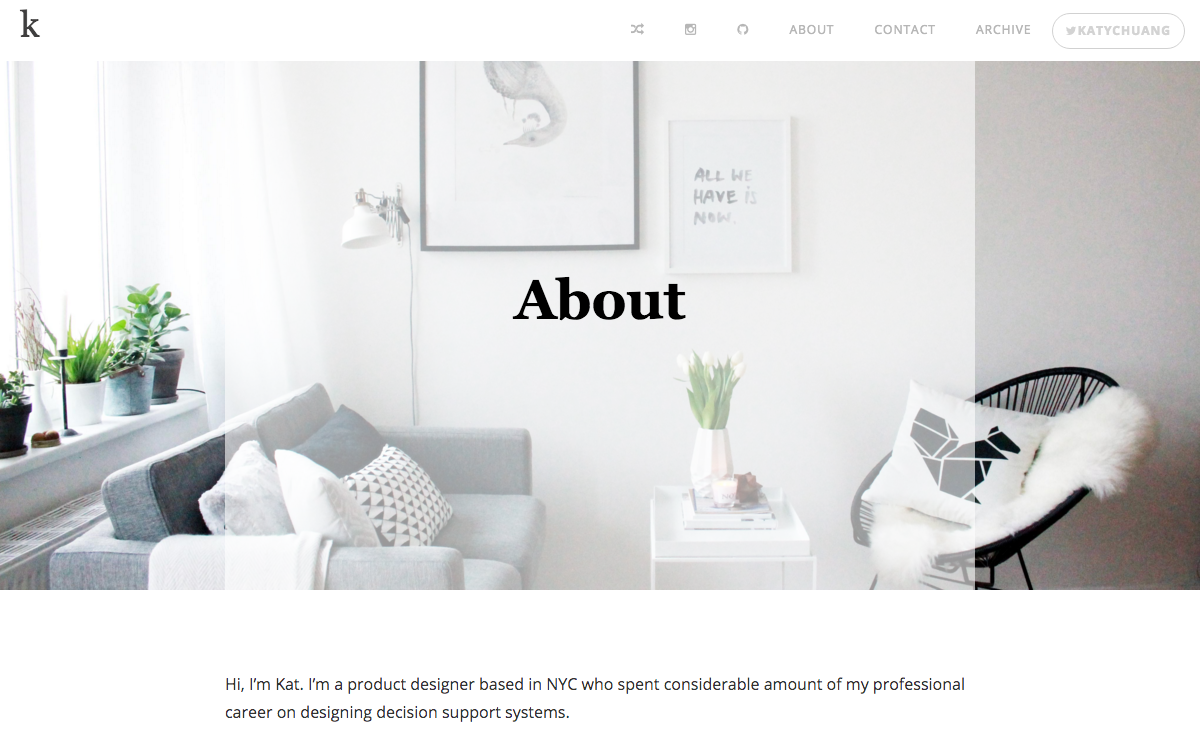 k
ABOUT
CONTACT
ARCHIVE
KATYCHUANG
ALL WE
HAVE IS
NOW.
About
Hi, I’m Kat. I’m a product designer based in NYC who spent considerable amount of my professional
career on designing decision support systems.